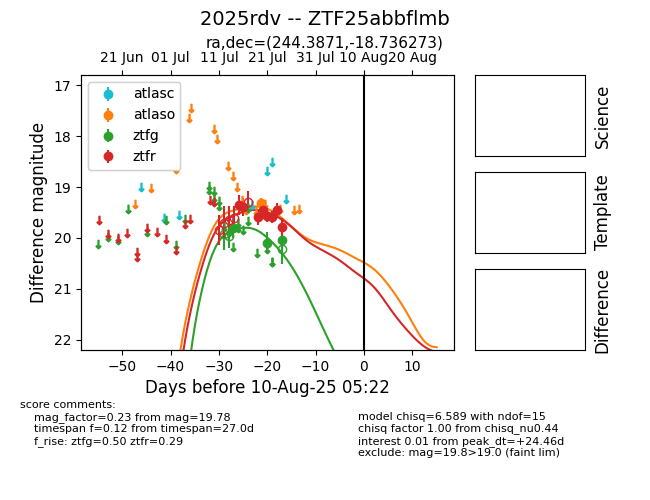 2025rdv -- ZTF25abbflmb
ra,dec=(244.3871,-18.736273)
21 Jun 01 Jul 11 Jul 21 Jul 31 Jul 10 Aug 20 Aug
atlasc
atlaso
ztfg
ztfr
17
18
19
20
21
22
Difference magnitude
−50 −40 −30 −20 −10 0 10
Days before 10-Aug-25 05:22
Science
Template
Difference
score comments:
mag_factor=0.23 from mag=19.78
timespan f=0.12 from timespan=27.0d
f_rise: ztfg=0.50 ztfr=0.29
model chisq=6.589 with ndof=15
chisq factor 1.00 from chisq_nu0.44
interest 0.01 from peak_dt=+24.46d
exclude: mag=19.8>19.0 (faint lim)